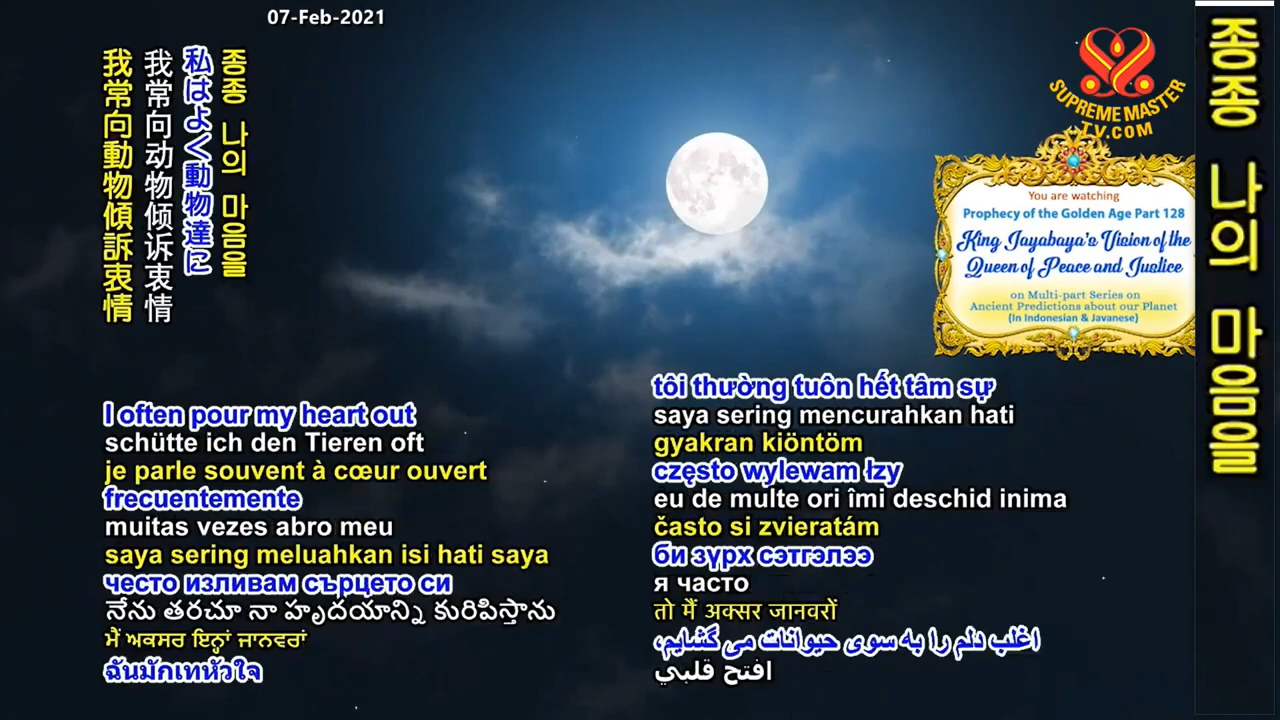 07-Feb-2021
我常向動物傾訴衷情
我常向动物倾诉衷情
私はよく動物達に
종종 나의 마음을
SUPREME MASTER
TV.COM
You are watching
Prophecy of the Golden Age Part 128
King Jayabaya's Vision of the
Queen of Peace and Justice
on Multi-part Series on
Ancient Predictions about our Planet
(In Indonesian & Javanese)
종종 나의 마음을
I often pour my heart out
schütte ich den Tieren oft
je parle souvent à cœur ouvert
frecuentemente
muitas vezes abro meu
saya sering meluahkan isi hati saya
често изливам сърцето си
నేను తరచూ నా హృదయాన్ని కురిపిస్తాను
ਮੈਂ ਅਕਸਰ ਇਨ੍ਹਾਂ ਜਾਨਵਰਾਂ
ฉันมักเทหัวใจ
tôi thường tuôn hết tâm sự
saya sering mencurahkan hati
gyakran kiöntöm
często wylewam łzy
eu de multe ori îmi deschid inima
často si zvieratám
би зүрх сэтгэлээ
я часто
तो मैं अक्सर जानवरों
اغلب دلم را به سوی حیوانات می گشایم،
افتح قلبي